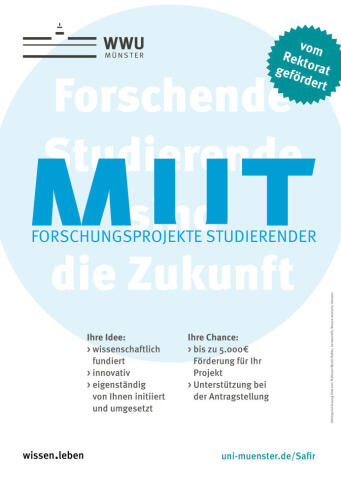 WWU
MÜNSTER
vom
Rektorat
gefördert
Forschende
Studierende
sind
die Zukunft
MIIT
FORSCHUNGSPROJEKTE STUDIERENDER
Ihre Idee:
› wissenschaftlich
fundiert
› innovativ
› eigenständig
von Ihnen initiiert
und umgesetzt
Ihre Chance:
› bis zu 5.000€
Förderung für Ihr
Projekt
› Unterstützung bei
der Antragstellung
wissen.leben
uni-muenster.de/Safir